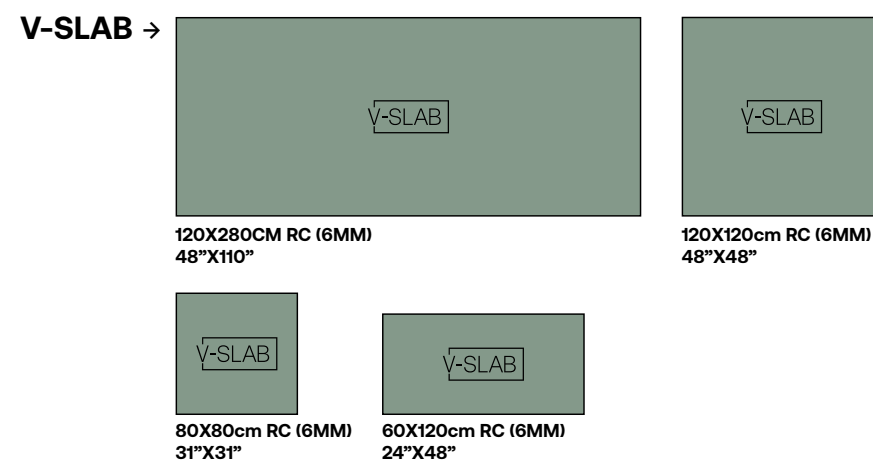 V-SLAB →
V-SLAB
V-SLAB
120X280CM RC (6MM)
48”X110”
120X120cm RC (6MM)
48”X48”
V-SLAB
V-SLAB
80X80cm RC (6MM)
31”X31”
60X120cm RC (6MM)
24”X48”